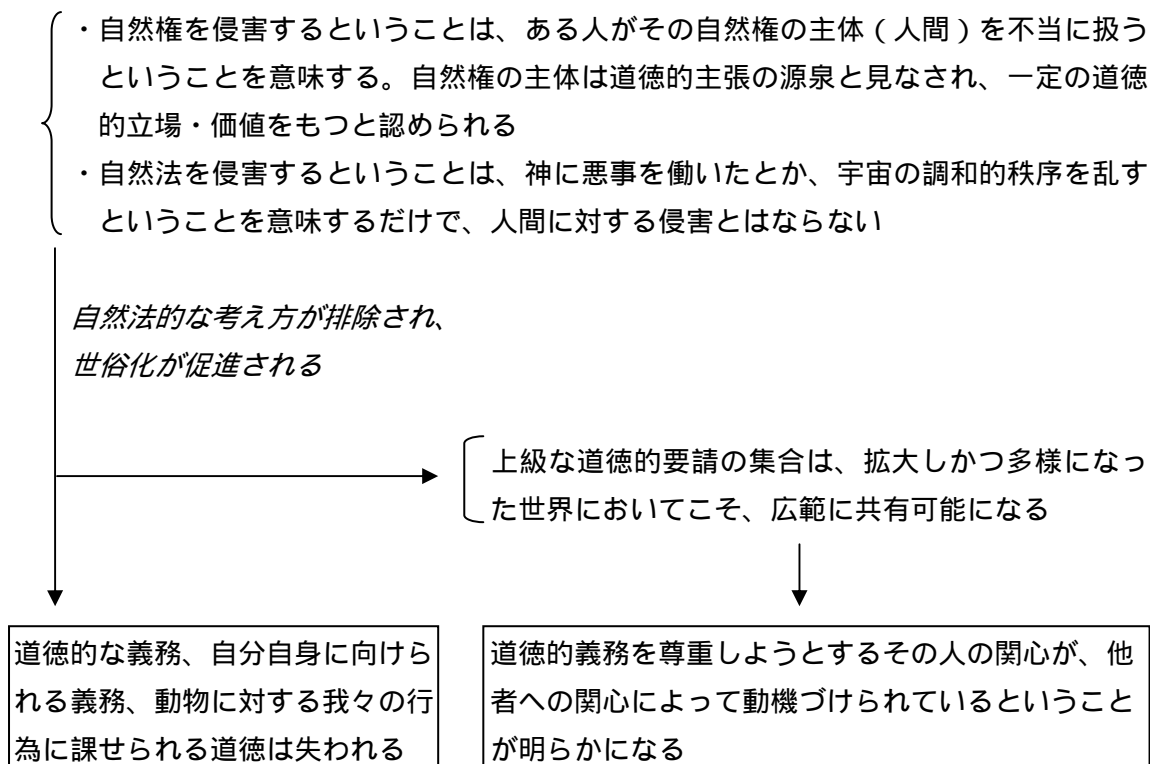 ・自然権を侵害するということは、ある人がその自然権の主体(人間)を不当に扱う
ということを意味する。自然権の主体は道徳的主張の源泉と見なされ、一定の道徳
的立場・価値をもつと認められる
・自然法を侵害するということは、神に悪事を働いたとか、宇宙の調和的秩序を乱す
ということを意味するだけで、人間に対する侵害とはならない
自然法的な考え方が排除され、
世俗化が促進される
上級な道徳的要請の集合は、拡大しかつ多様になっ
た世界においてこそ、広範に共有可能になる
道徳的な義務、自分自身に向けら
れる義務、動物に対する我々の行
為に課せられる道徳は失われる
道徳的義務を尊重しようとするその人の関心が、他
者への関心によって動機づけられているということ
が明らかになる